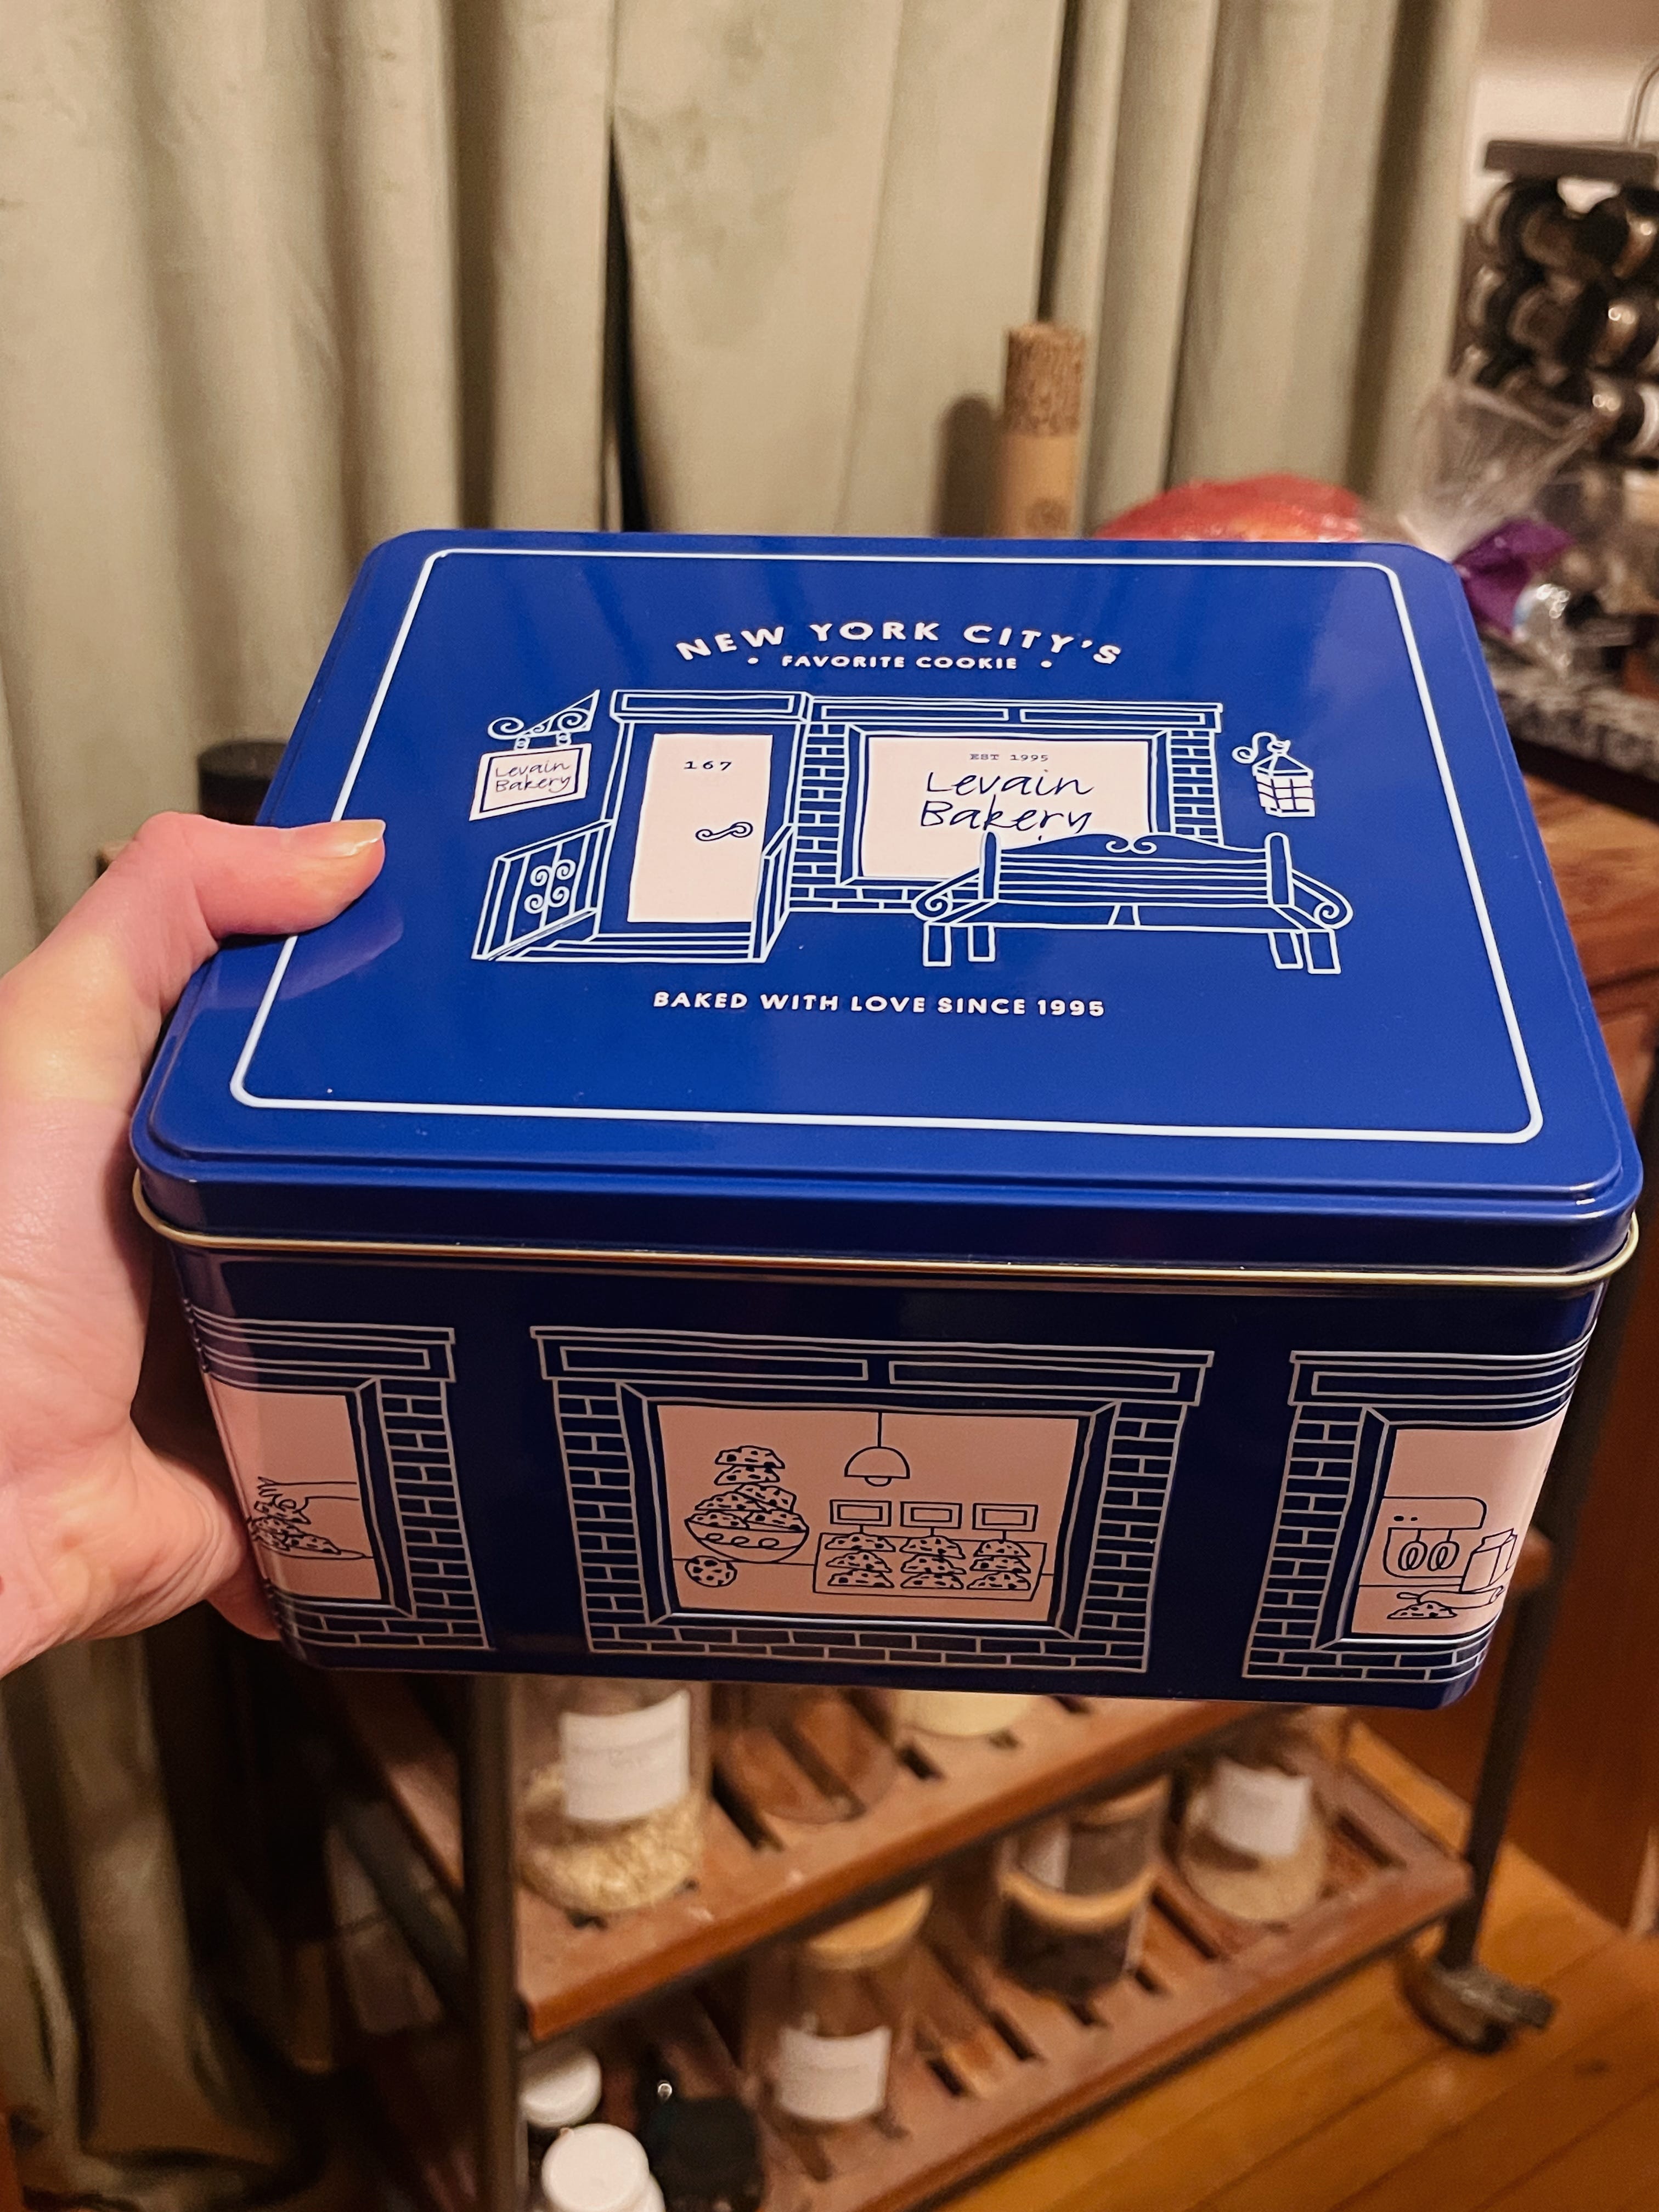 NEW YORK CITY'S
• FAVORITE COOKIE •
Levain
Bakery
167
EST 1995
Levain
Bakery
BAKED WITH LOVE SINCE 1995